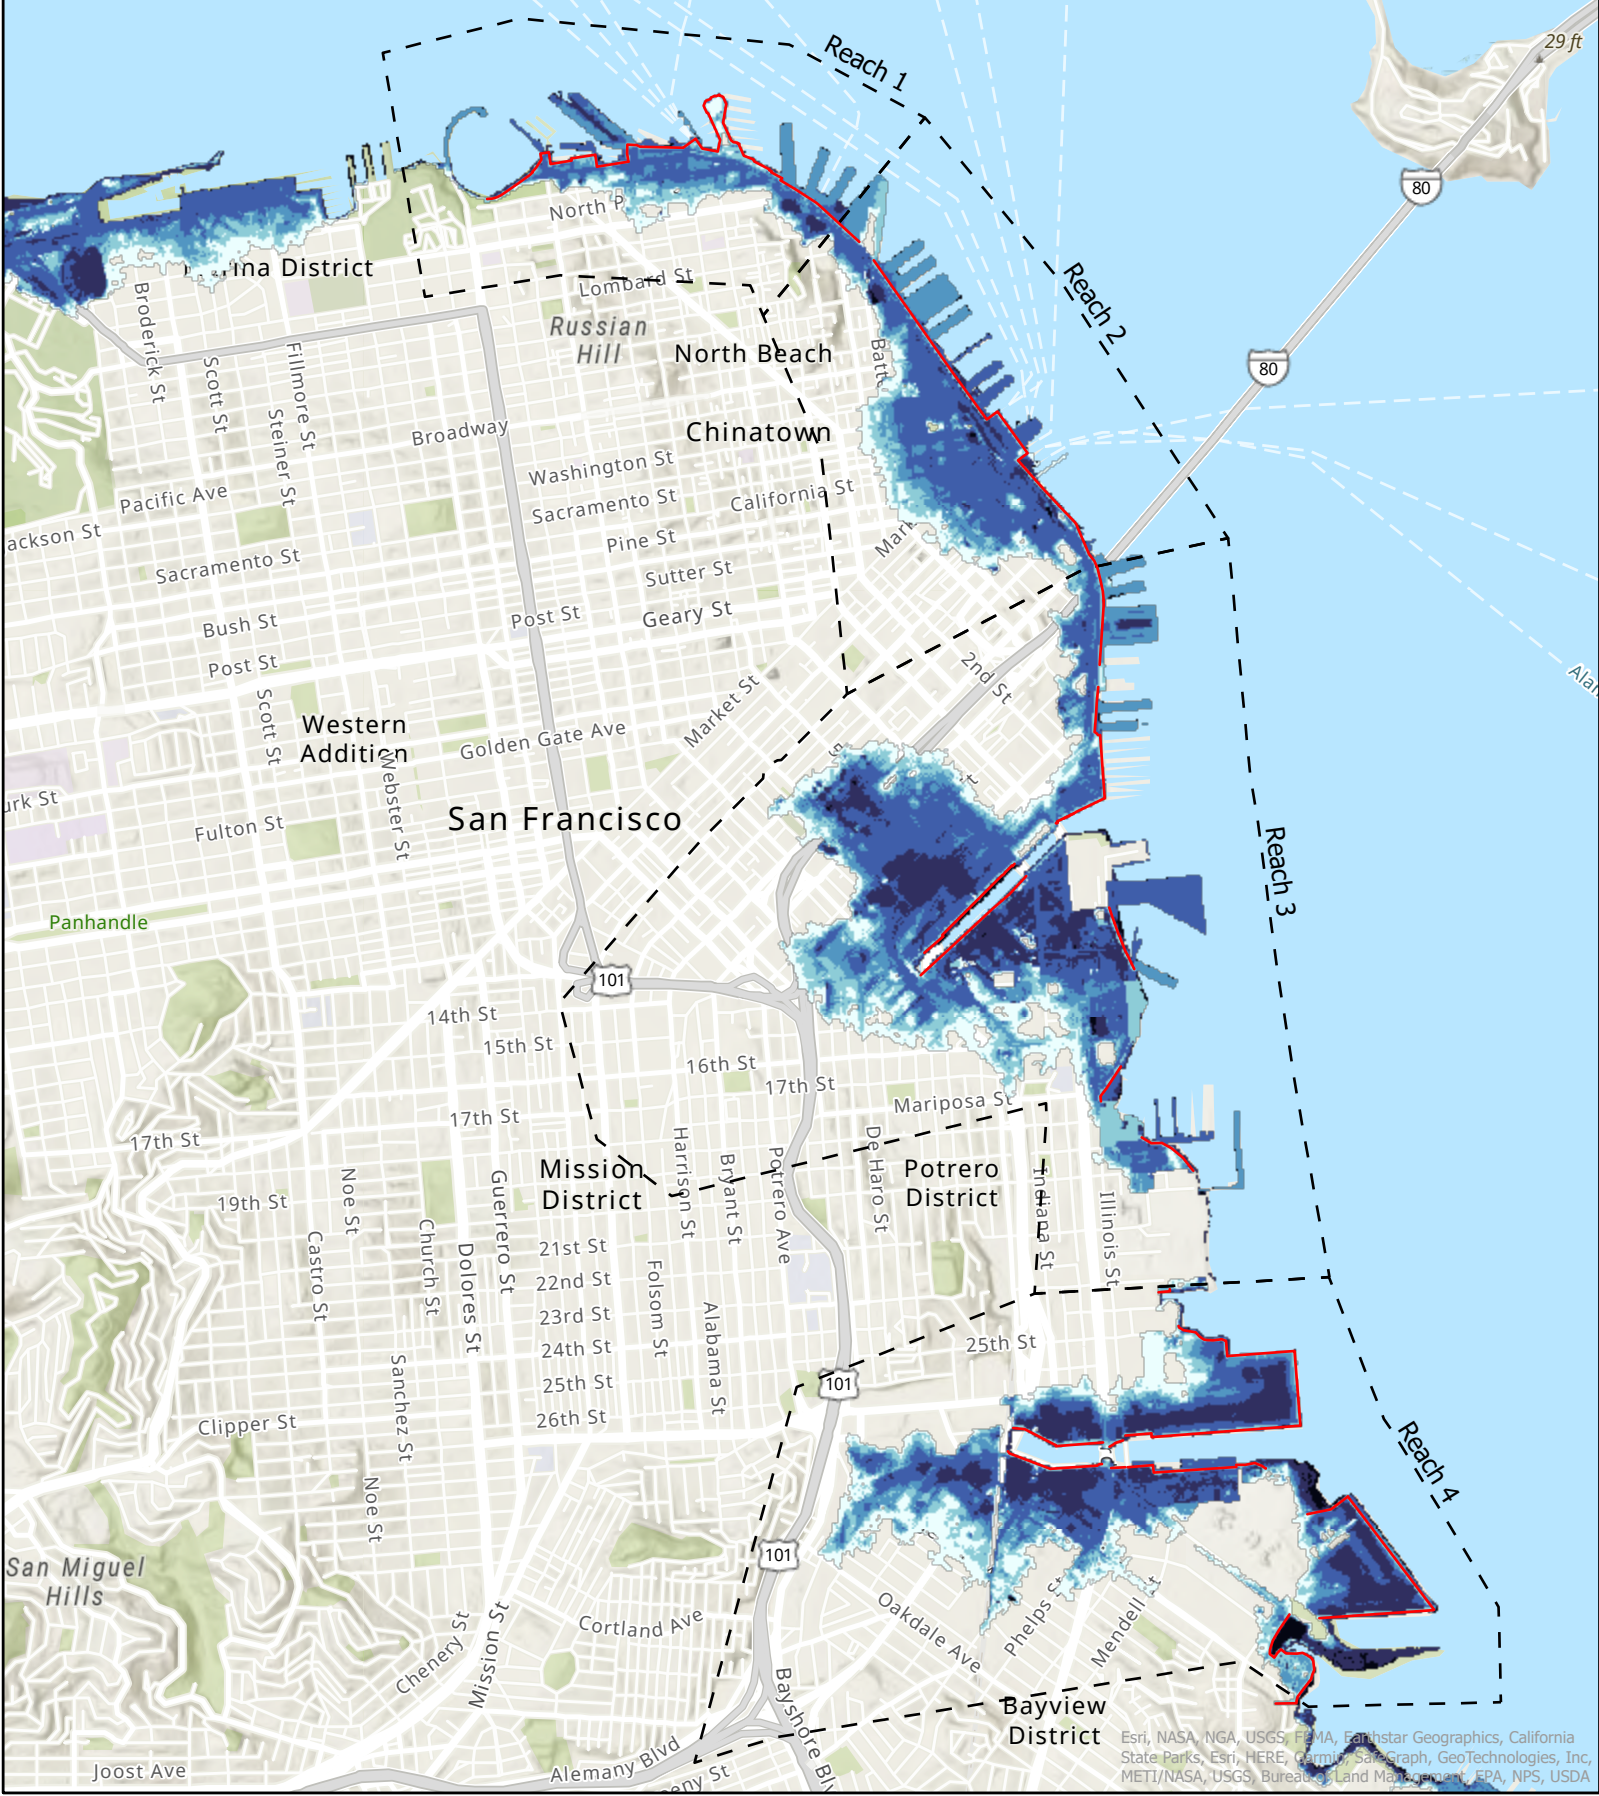 29 ft
Reach 1
80
North P
Reach 2
ina District
Lombard St
Broderick St
Russian
Hill
North Beach
80
Scott St
Fillmore St
Steiner St
Broadway
Chinatown
Washington St
Pacific Ave
Sacramento St
California St
ackson St
Pine St
Mark
Sacramento St
Sutter St
Bush St
Post St
Geary St
Post St
2nd St
Scott St
Market St
Western
Addition
Golden Gate Ave
Webster St
urk St
Fulton St
San Francisco
Reach 3
Panhandle
101
14th St
15th St
16th St
17th St
Mariposa St
17th St
17th St
Harrison St
Bryant St
Potrero Ave
De Haro St
Mission
District
Potrero
District
Indiana St
Illinois St
19th St
Noe St
Castro St
Church St
Guerrero St
Dolores St
21st St
22nd St
23rd St
24th St
25th St
26th St
Folsom St
Alabama St
25th St
101
Sanchez St
Clipper St
Noe St
Reach 4
101
San Miguel
Hills
Cortland Ave
Oakdale Ave
Phelps St
Mendell St
Chenery St
Mission St
Bayshore Blv
Bayview
District
Joost Ave
Alemany Blvd
eny St
Esri, NASA, NGA, USGS, FEMA, Earthstar Geographics, California
State Parks, Esri, HERE, Garmin, SafeGraph, GeoTechnologies, Inc,
METI/NASA, USGS, Bureau of Land Management, EPA, NPS, USDA